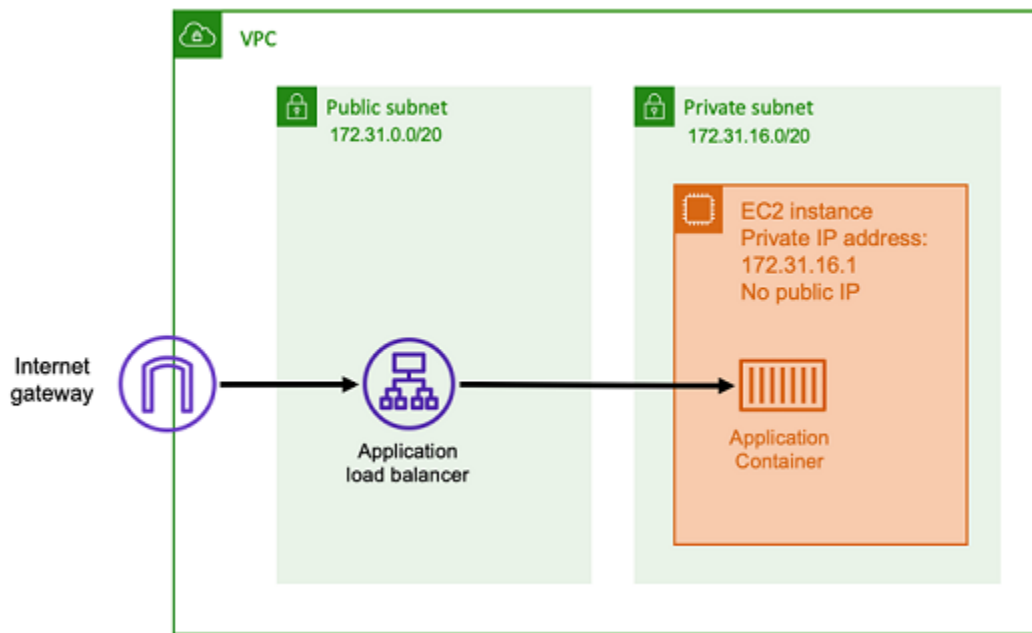 VPC
Public subnet
172.31.0.0/20
Private subnet
172.31.16.0/20
EC2 instance
Private IP address:
172.31.16.1
No public IP
Internet
gateway
Application
load balancer
Application
Container